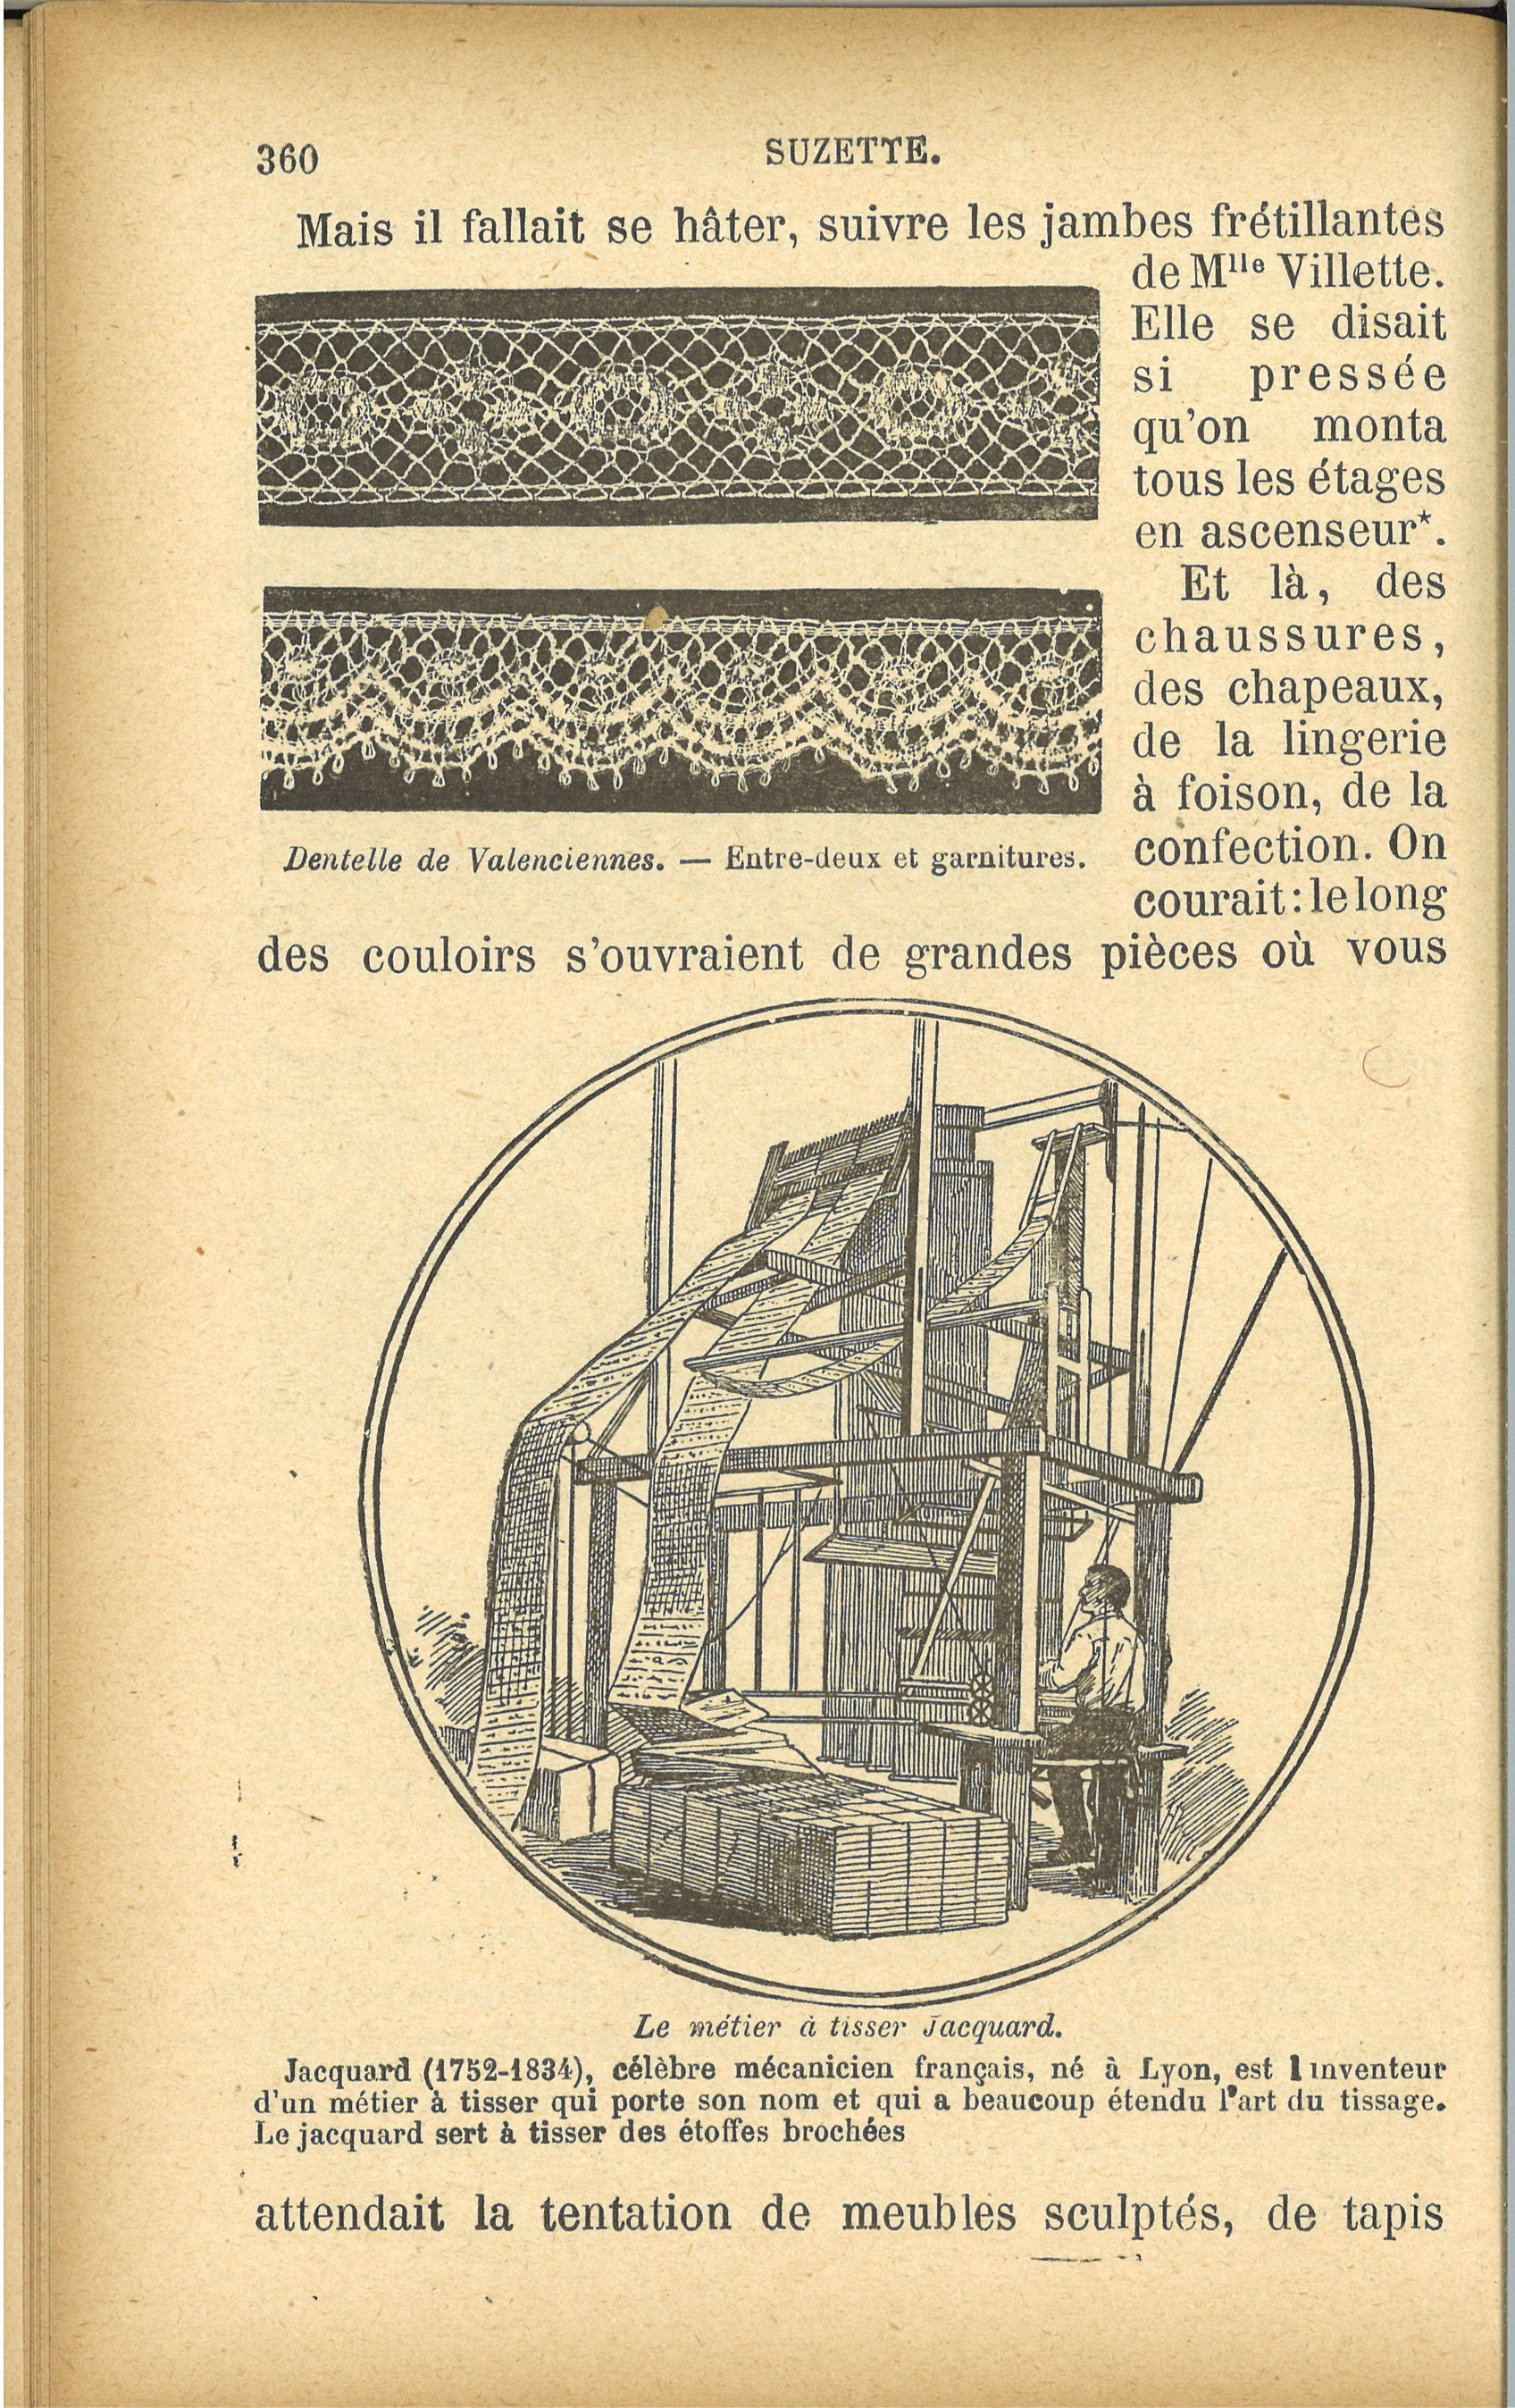 360
SUZETTE.
Mais il fallait se hâter, suivre les jambes frétillantes
de Mlle Villette.
Elle se disait
si pressée
qu'on monta
tous les étages
en ascenseur*.
Et là, des
chaussures,
des chapeaux,
de la lingerie
à foison, de la
confection. On
courait : le long
Dentelle de Valenciennes. — Entre-deux et garnitures.
des couloirs s'ouvraient de grandes pièces où vous
Le métier à tisser Jacquard.
Jacquard (1752-1834), célèbre mécanicien français, né à Lyon, est l inventeur
d'un métier à tisser qui porte son nom et qui a beaucoup étendu l'art du tissage.
Le jacquard sert à tisser des étoffes brochées
attendait la tentation de meubles sculptés, de tapis